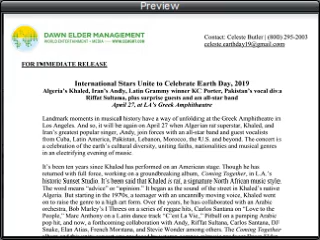 Preview
DAWN ELDER MANAGEMENT
WORLD ENTERTAINMENT • MEDIA
Contact: Celeste Butler | (800) 295-2003
celeste.earthday19@gmail.com
FOR IMMEDIATE RELEASE
International Stars Unite to Celebrate Earth Day, 2019
Algeria's Khaled, Iran's Andy, Latin Grammy winner KC Porter, Pakistan's vocal diva
Riffat Sultana, plus surprise guests and an all-star band
April 27, at LA's Greek Amphitheatre
Landmark moments in musical history have a way of unfolding at the Greek Amphitheatre in
Los Angeles. And so, it will be again on April 27 when Algerian rai superstar, Khaled, and
Iran's greatest popular singer, Andy, join forces with an all-star band and guest vocalists
from Cuba, Latin America, Pakistan, Lebanon, Morocco, the U.S. and beyond. The concert is
a celebration of the earth's cultural diversity, uniting faiths, nationalities and musical genres
in an electrifying evening of music.
It's been ten years since Khaled has performed on an American stage. Though he has
returned with full force, working on a groundbreaking album, Coming Together, in L.A.'s
historic Sunset Studio. It's been said that Khaled is rai, a signature North African music style.
The word means "advice" or "opinion." It began as the sound of the street in Khaled's native
Algeria. But starting in the 1970s, a teenager with an uncannily moving voice, Khaled went
on to raise the genre to a high art form. Over the years, he has collaborated with an Arabic
orchestra, Bob Marley's I Threes on a series of reggae hits, Carlos Santana on "Love to the
People," Marc Anthony on a Latin dance track "C'est La Vie," Pitbull on a pumping Arabic
hip hit, and now, a forthcoming collaboration with Andy, Riffat Sultana, Carlos Santana, DJ
Snake, Elan Atias, French Montana, and Stevie Wonder among others. The Coming Together